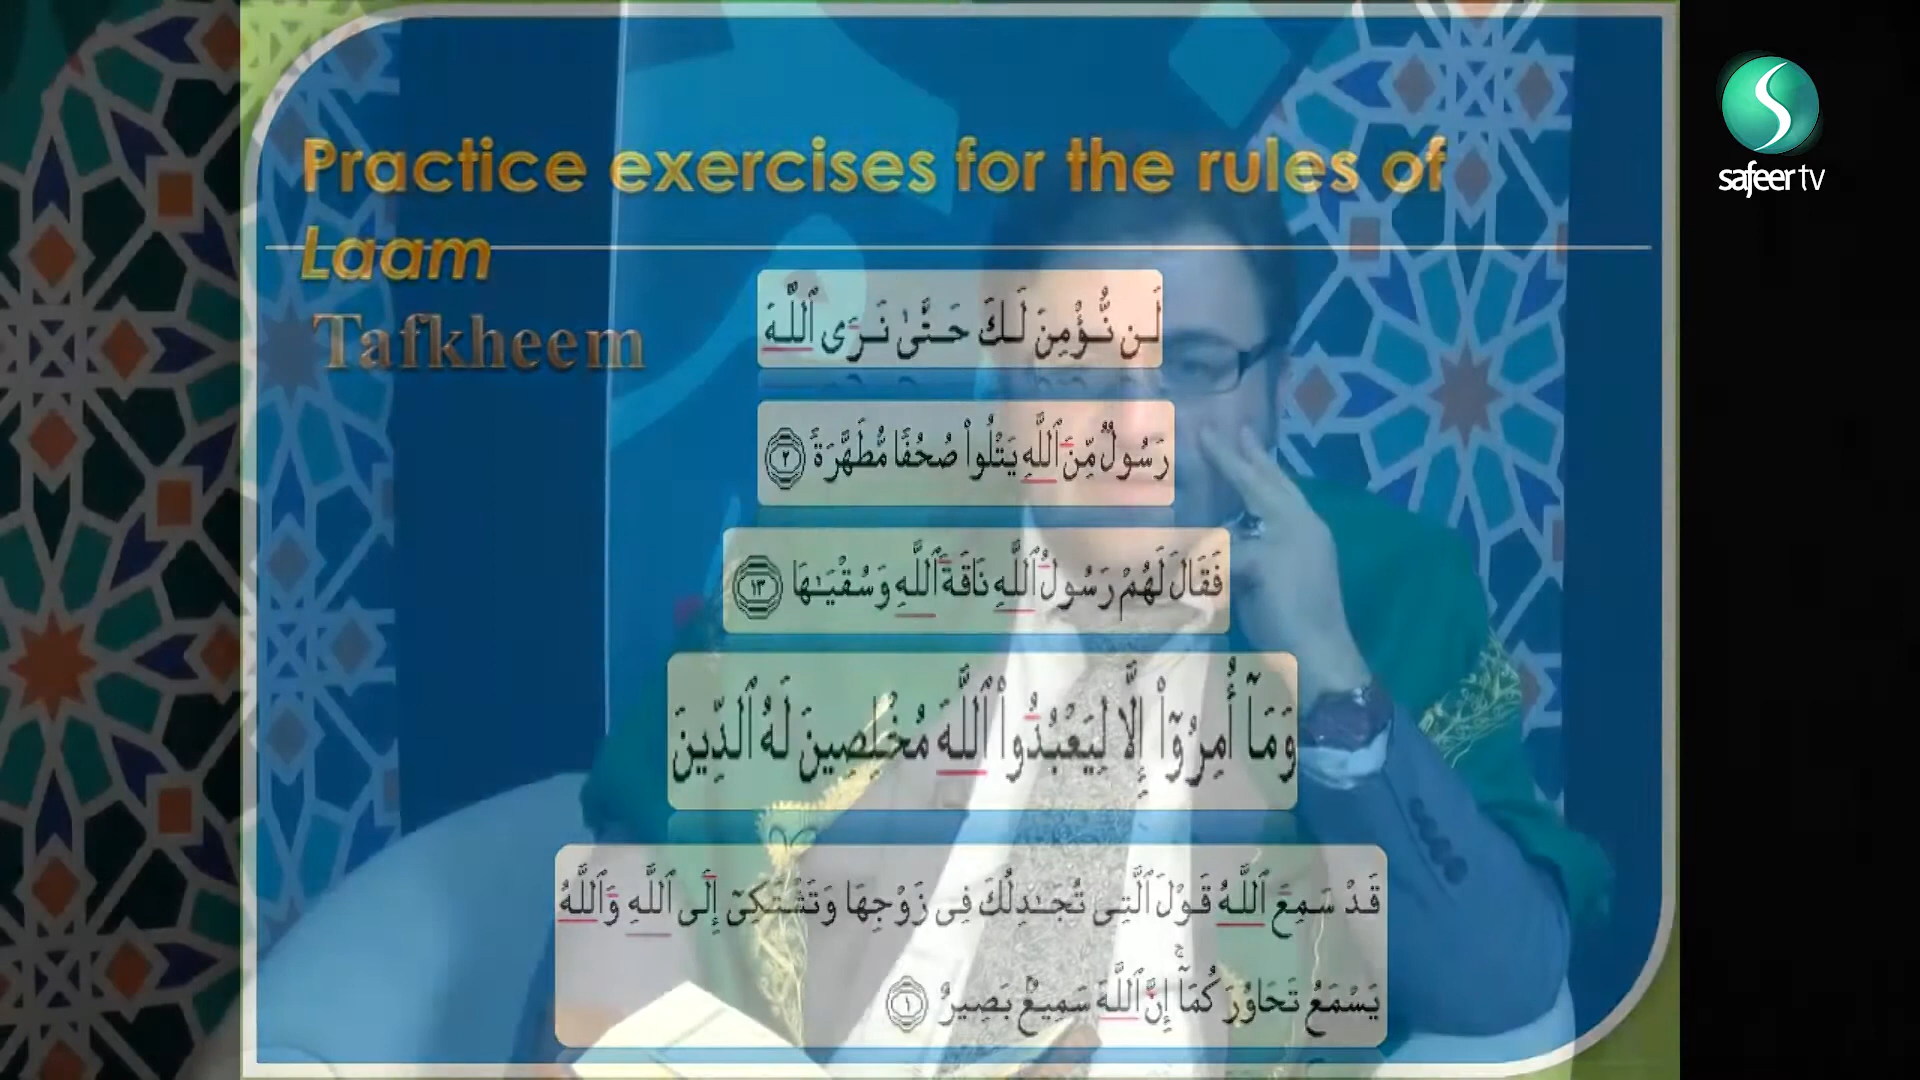 Practice exercises for the rules of
Laam
Tafkheem
لَن نُّؤْمِنَ لَكَ حَتَّىٰ نَرَى ٱللَّهَ
رَسُولٌ مِّنَ ٱللَّهِ يَتْلُوا۟ صُحُفًا مُّطَهَّرَةً ٢
فَقَالَ لَهُمْ رَسُولُ ٱللَّهِ نَاقَةَ ٱللَّهِ وَسُقْيَـٰهَا ١٣
وَمَآ أُمِرُوٓا۟ إِلَّا لِيَعْبُدُوا۟ ٱللَّهَ مُخْلِصِينَ لَهُ ٱلدِّينَ
قَدْ سَمِعَ ٱللَّهُ قَوْلَ ٱلَّتِى تُجَـٰدِلُكَ فِى زَوْجِهَا وَتَشْتَكِىٓ إِلَى ٱللَّهِ وَٱللَّهُ
يَسْمَعُ تَحَاوُرَكُمَآ ۚ إِنَّ ٱللَّهَ سَمِيعٌۢ بَصِيرٌ ١
safeer tv